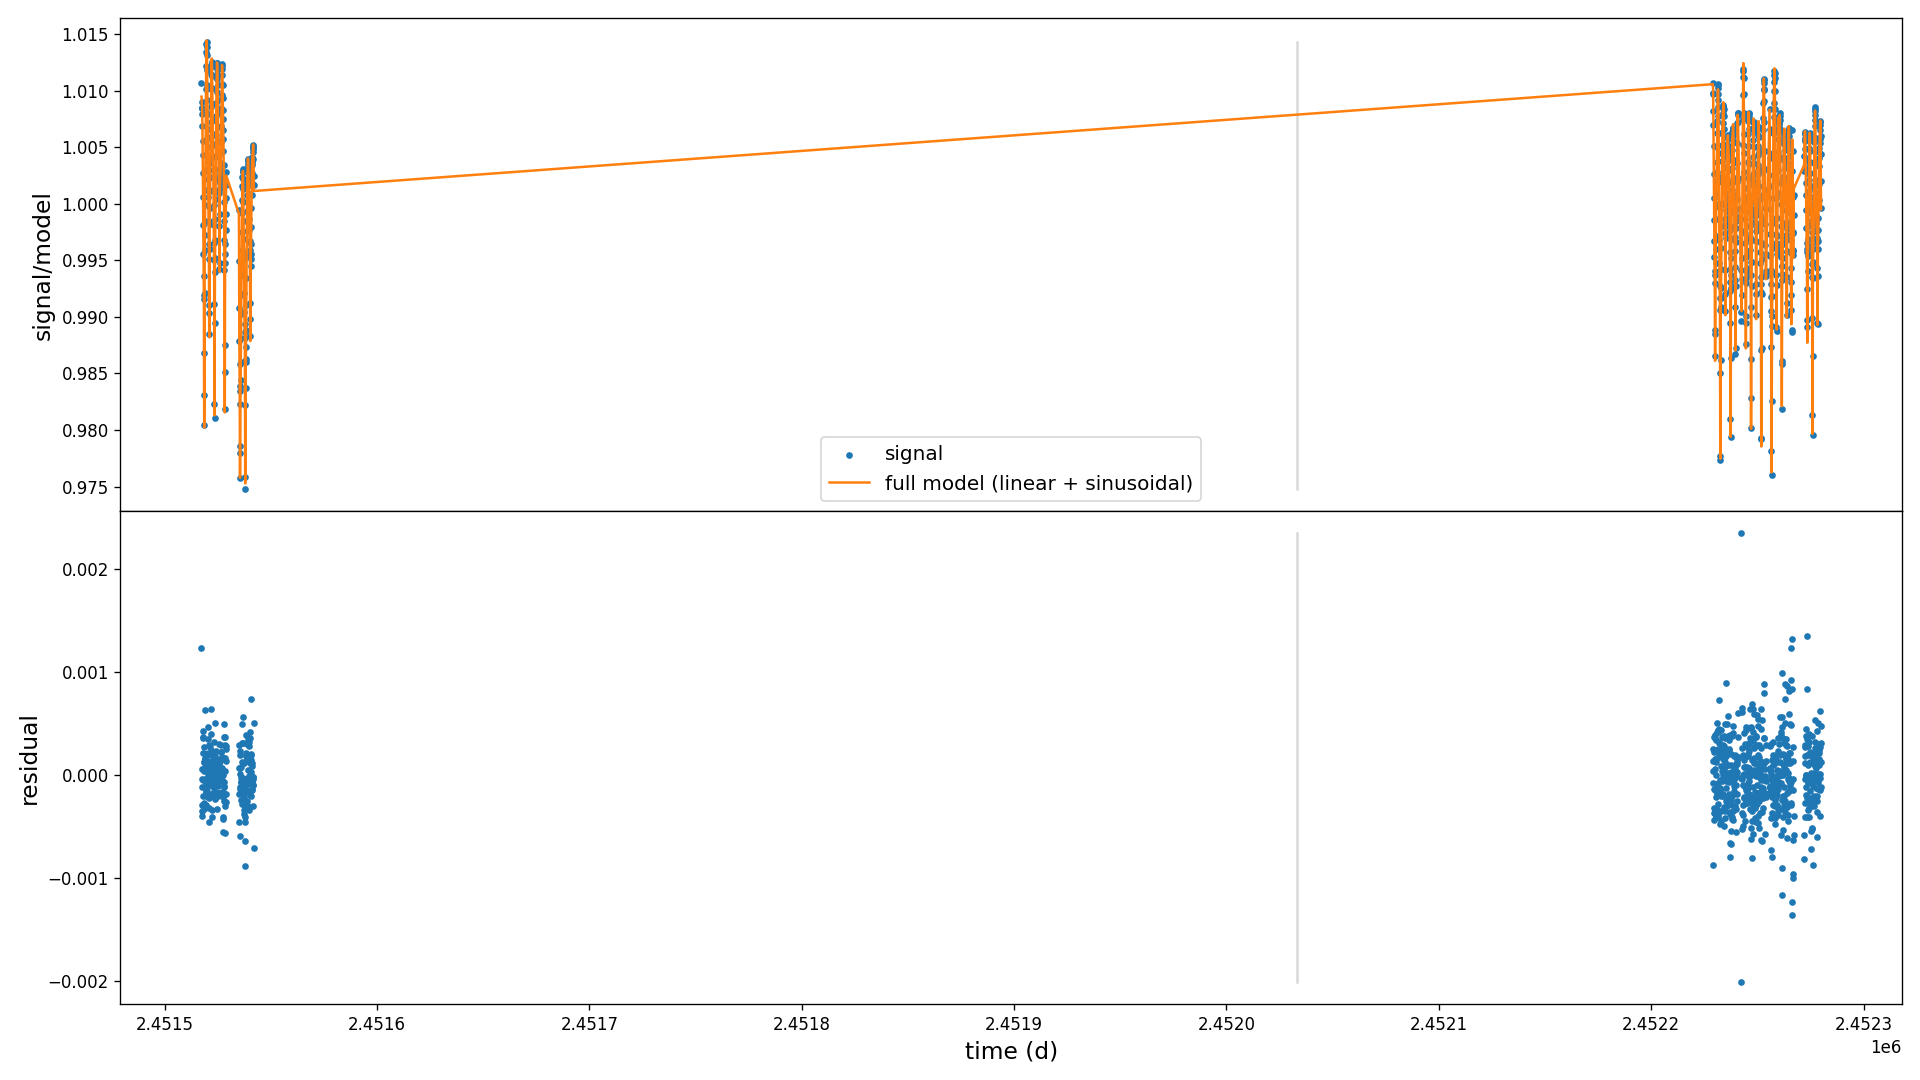 1.015
1.010
1.005
1.000
0.995
0.990
0.985
0.980
0.975
signal/model
signal
full model (linear + sinusoidal)
0.002
0.001
0.000
−0.001
−0.002
residual
2.4515 2.4516 2.4517 2.4518 2.4519 2.4520 2.4521 2.4522 2.4523
1e6
time (d)